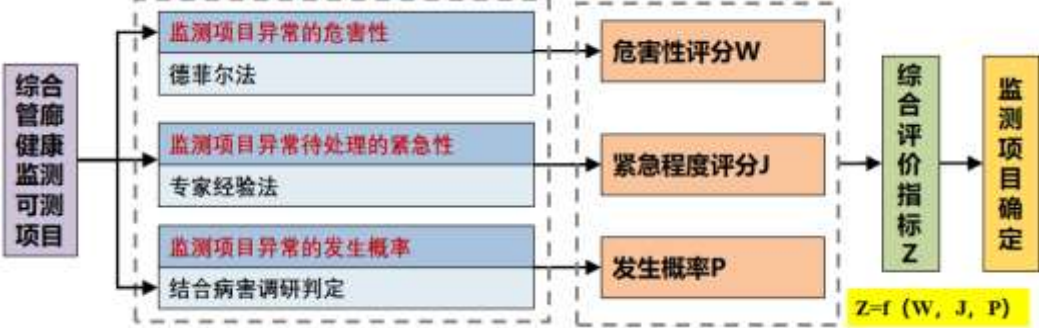 综合
管廊
健康
监测
可测
项目
监测项目异常的危害性
德菲尔法
监测项目异常待处理的紧急性
专家经验法
监测项目异常的发生概率
结合病害调研判定
危害性评分W
紧急程度评分J
发生概率P
综
合
评
价
指
标
Z
监
测
项
目
确
定
Z=f（W，J，P）